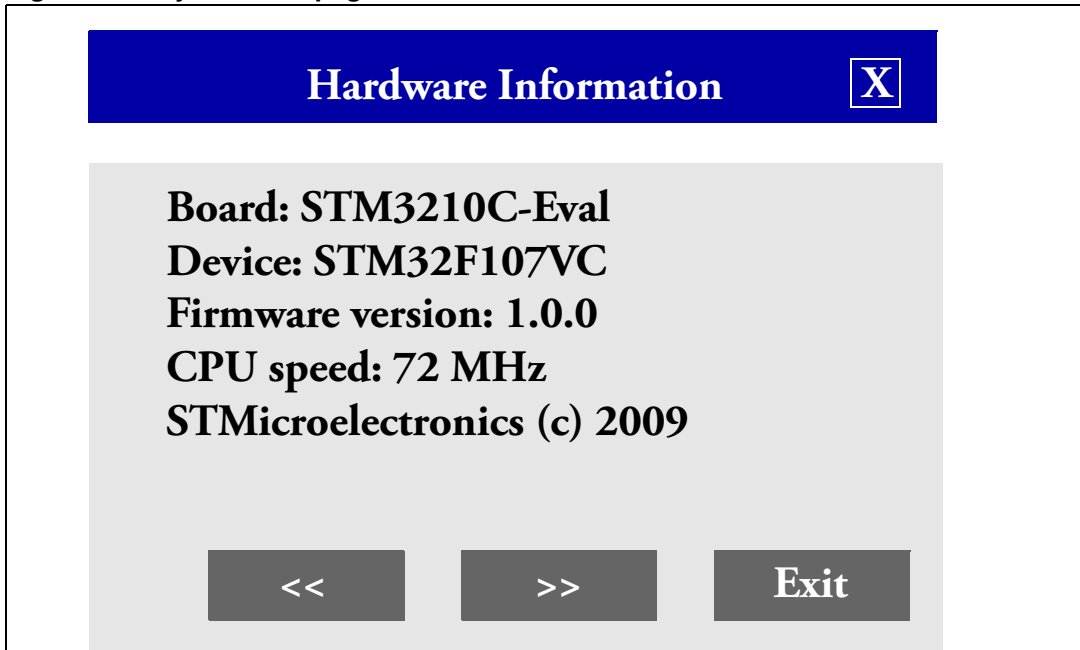 Hardware Information X
Board: STM3210C-Eval
Device: STM32F107VC
Firmware version: 1.0.0
CPU speed: 72 MHz
STMicroelectronics (c) 2009
<< >> Exit